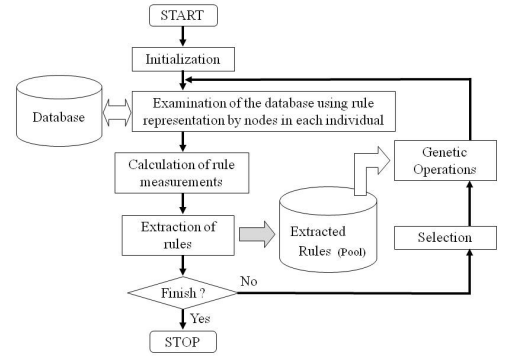 START
Initialization
Database
Examination of the database using rule
representation by nodes in each individual
Calculation of rule
measurements
Genetic
Operations
Extraction of
rules
Extracted
Rules (Pool)
Selection
Finish ?
No
Yes
STOP